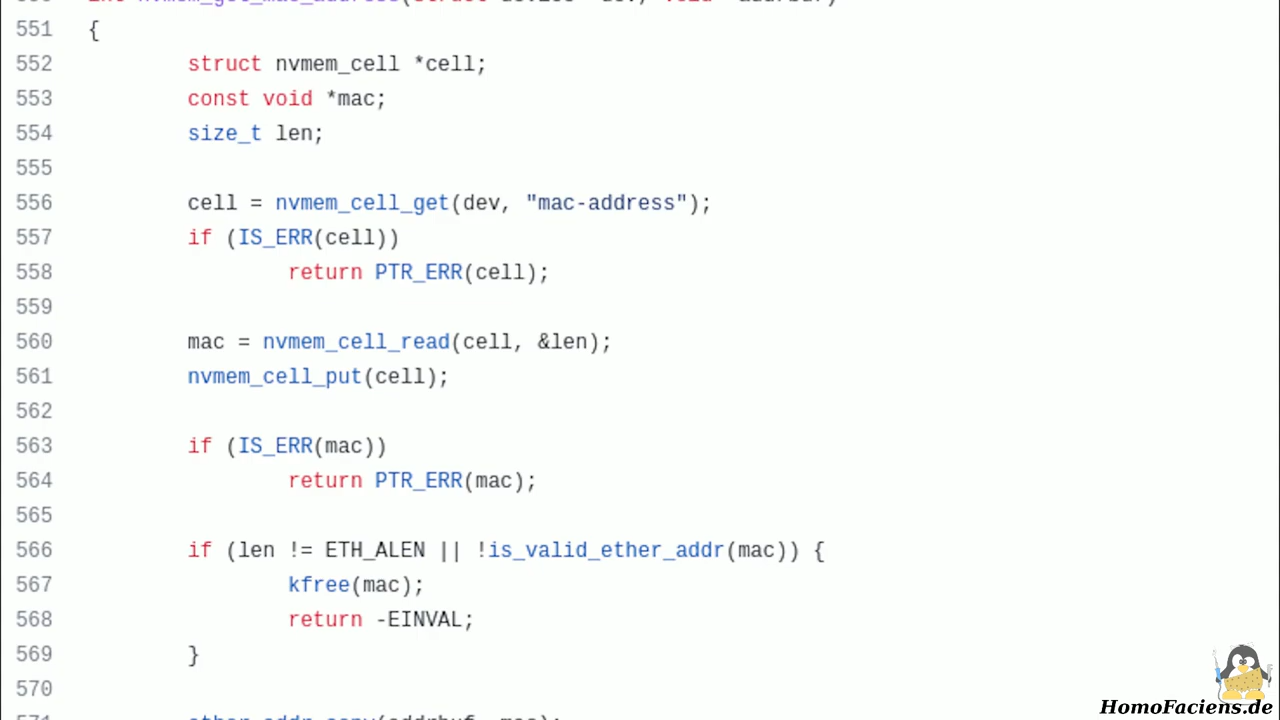 551 {
552 struct nvmem_cell *cell;
553 const void *mac;
554 size_t len;
555
556 cell = nvmem_cell_get(dev, "mac-address");
557 if (IS_ERR(cell))
558 return PTR_ERR(cell);
559
560 mac = nvmem_cell_read(cell, &len);
561 nvmem_cell_put(cell);
562
563 if (IS_ERR(mac))
564 return PTR_ERR(mac);
565
566 if (len != ETH_ALEN || !is_valid_ether_addr(mac)) {
567 kfree(mac);
568 return -EINVAL;
569 }
570
HomoFaciens.de